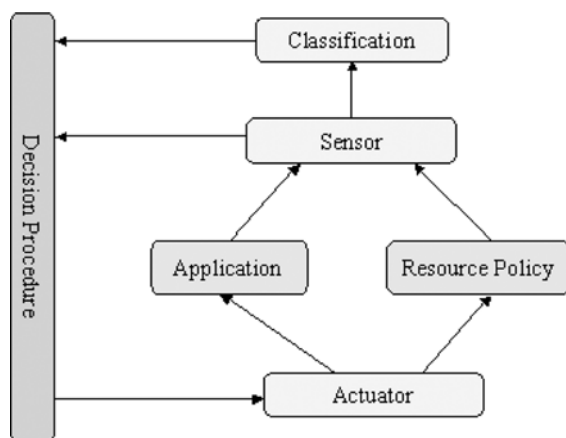 Classification
Sensor
Decision Procedure
Application
Resource Policy
Actuator